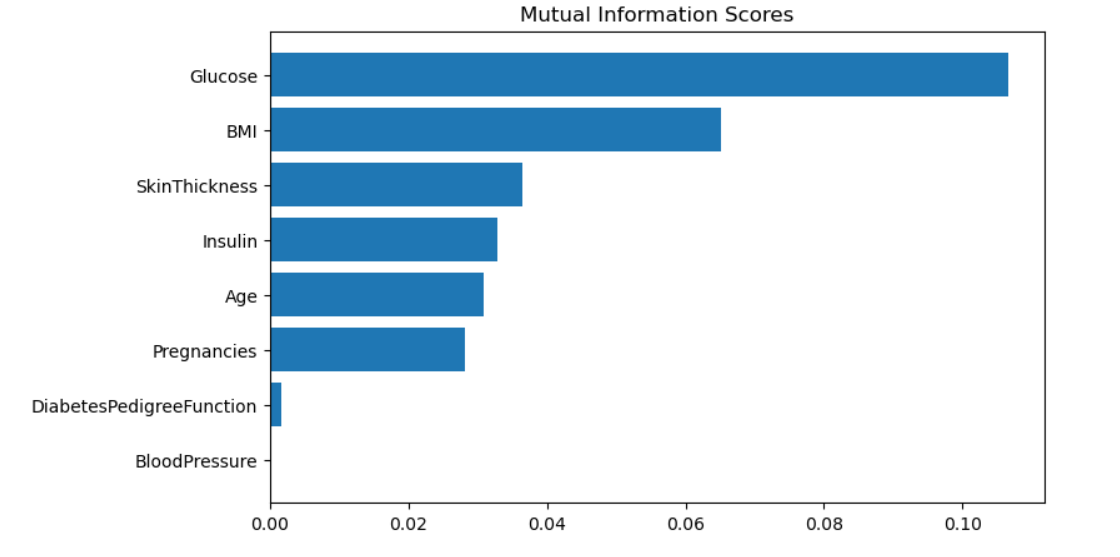 Mutual Information Scores
Glucose
BMI
SkinThickness
Insulin
Age
Pregnancies
DiabetesPedigreeFunction
BloodPressure
0.00 0.02 0.04 0.06 0.08 0.10